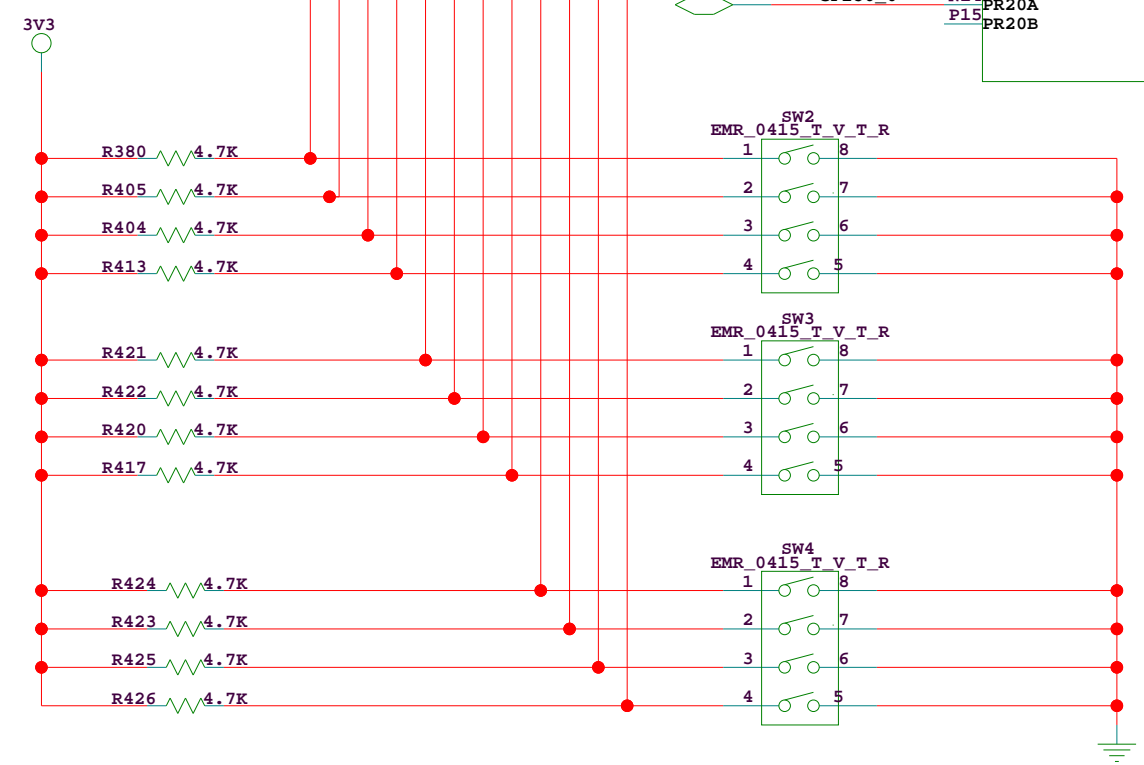 PR20A
P15
PR20B
3V3
SW2
EMR_0415_T_V_T_R
R380 4.7K 1 8
R405 4.7K 2 7
R404 4.7K 3 6
R413 4.7K 4 5
SW3
EMR_0415_T_V_T_R
R421 4.7K 1 8
R422 4.7K 2 7
R420 4.7K 3 6
R417 4.7K 4 5
SW4
EMR_0415_T_V_T_R
R424 4.7K 1 8
R423 4.7K 2 7
R425 4.7K 3 6
R426 4.7K 4 5